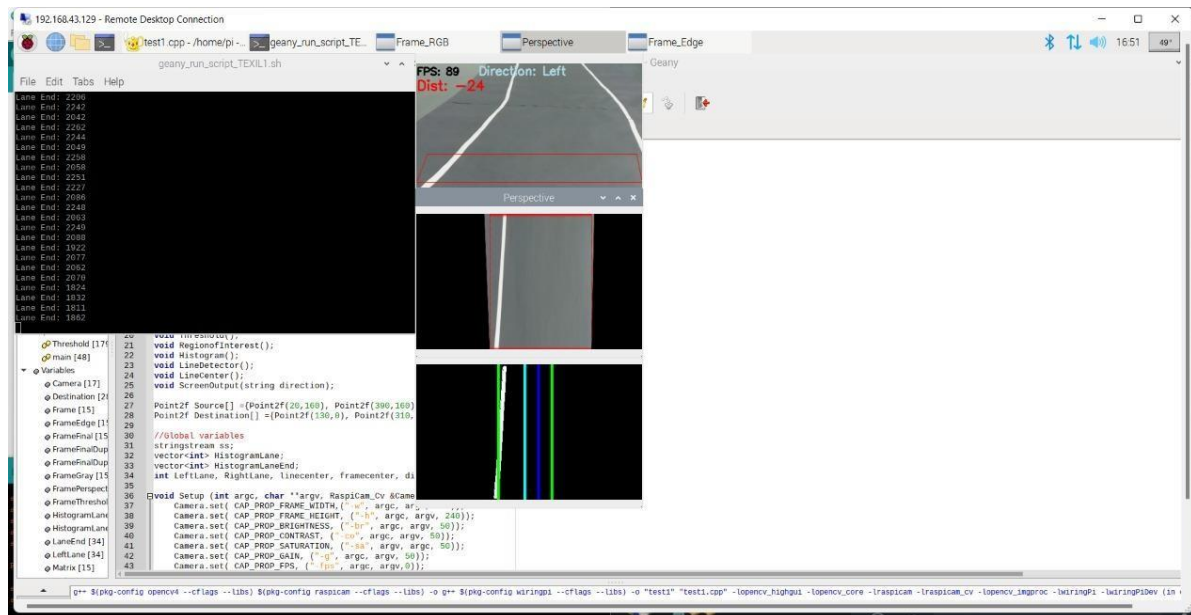 192.168.43.129 - Remote Desktop Connection
test1.cpp - /home/pi -...
geany_run_script_TE...
Frame_RGB
Perspective
Frame_Edge
16:51
49°
geany_run_script_TEXIL1.sh
- Geany
File Edit Tabs Help
Lane End: 2206
Lane End: 2242
Lane End: 2042
Lane End: 2262
Lane End: 2244
Lane End: 2049
Lane End: 2258
Lane End: 2058
Lane End: 2251
Lane End: 2227
Lane End: 2086
Lane End: 2248
Lane End: 2063
Lane End: 2249
Lane End: 2088
Lane End: 1922
Lane End: 2077
Lane End: 2062
Lane End: 2070
Lane End: 1824
Lane End: 1832
Lane End: 1811
Lane End: 1862
FPS: 89 Direction: Left
Dist: -24
Perspective
Threshold [179
main [48]
Variables
Camera [17]
Destination [28
Frame [15]
FrameEdge [15
FrameFinal [15
FrameFinalDup
FrameFinalDup
FrameGray [15
FramePerspect
FrameThreshol
HistogramLane
HistogramLane
LaneEnd [34]
LeftLane [34]
Matrix [15]
20 void Threshold();
21 void RegionofInterest();
22 void Histogram();
23 void LineDetector();
24 void LineCenter();
25 void ScreenOutput(string direction);
26
27 Point2f Source[] ={Point2f(20,160), Point2f(390,160)
28 Point2f Destination[] ={Point2f(130,0), Point2f(310,
29
30 //Global variables
31 stringstream ss;
32 vector<int> HistogramLane;
33 vector<int> HistogramLaneEnd;
34 int LeftLane, RightLane, linecenter, framecenter, di
35
36 void Setup (int argc, char **argv, RaspiCam_Cv &Came
37 Camera.set( CAP_PROP_FRAME_WIDTH,("-w", argc, ar
38 Camera.set( CAP_PROP_FRAME_HEIGHT, ("-h", argc, argv, 240));
39 Camera.set( CAP_PROP_BRIGHTNESS, ("-br", argc, argv, 50));
40 Camera.set( CAP_PROP_CONTRAST, ("-co", argc, argv, 50));
41 Camera.set( CAP_PROP_SATURATION, ("-sa", argc, argv, 50));
42 Camera.set( CAP_PROP_GAIN, ("-g", argc, argv, 50));
43 Camera.set( CAP_PROP_FPS, ("-fps", argc, argv,0));
g++ $(pkg-config opencv4 --cflags --libs) $(pkg-config raspicam --cflags --libs) -o g++ $(pkg-config wiringpi --cflags --libs) -o "test1" "test1.cpp" -lopencv_highgui -lopencv_core -lraspicam -lraspicam_cv -lopencv_imgproc -lwiringPi -lwiringPiDev (in